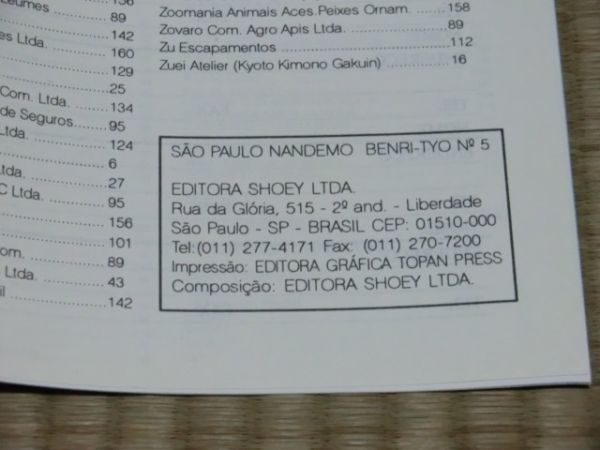 136
89
142
es Ltda. 160
129
25
Com. Ltda. 134
de Seguros 95
Ltda. 124
6
tda. 27
C Ltda. 95
156
101
om. 89
Ltda. 43
142
Zoomania Animais Aces.Peixes Ornam. 158
Zovaro Com. Agro Apis Ltda. 89
Zu Escapamentos 112
Zuei Atelier (Kyoto Kimono Gakuin) 16
SÃO PAULO NANDEMO BENRI-TYO Nº 5
EDITORA SHOEY LTDA.
Rua da Glória, 515 - 2º and. - Liberdade
São Paulo - SP - BRASIL CEP: 01510-000
Tel:(011) 277-4171 Fax: (011) 270-7200
Impressão: EDITORA GRÁFICA TOPAN PRESS
Composição: EDITORA SHOEY LTDA.